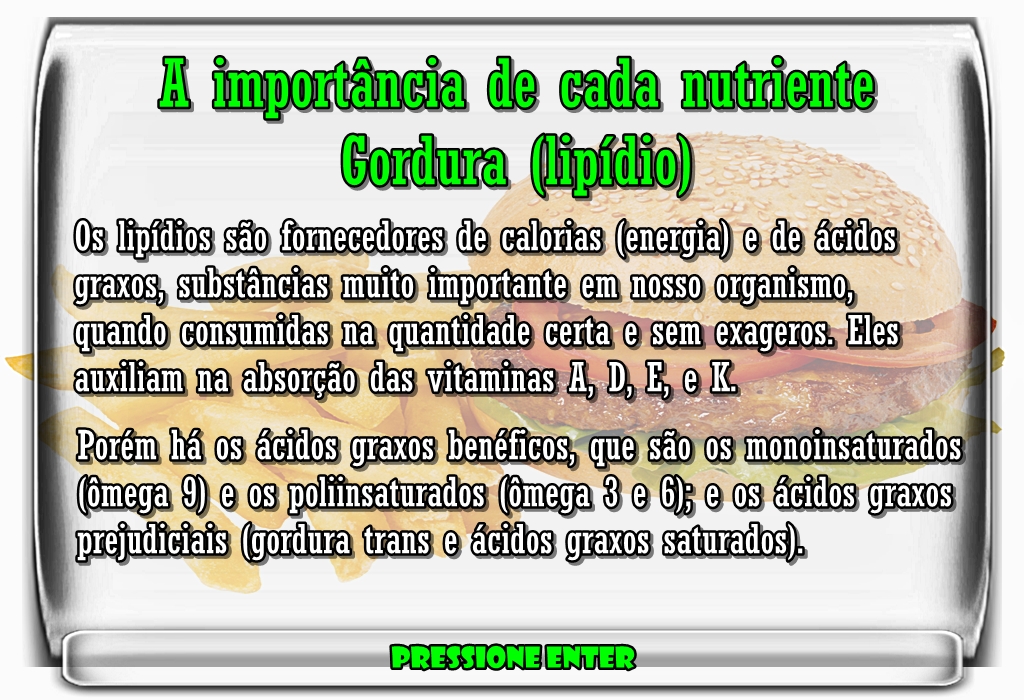 A importância de cada nutriente
Gordura (lipídio)
Os lipídios são fornecedores de calorias (energia) e de ácidos
graxos, substâncias muito importante em nosso organismo,
quando consumidas na quantidade certa e sem exageros. Eles
auxiliam na absorção das vitaminas A, D, E, e K.
Porém há os ácidos graxos benéficos, que são os monoinsaturados
(ômega 9) e os poliinsaturados (ômega 3 e 6); e os ácidos graxos
prejudiciais (gordura trans e ácidos graxos saturados).
PRESSIONE ENTER